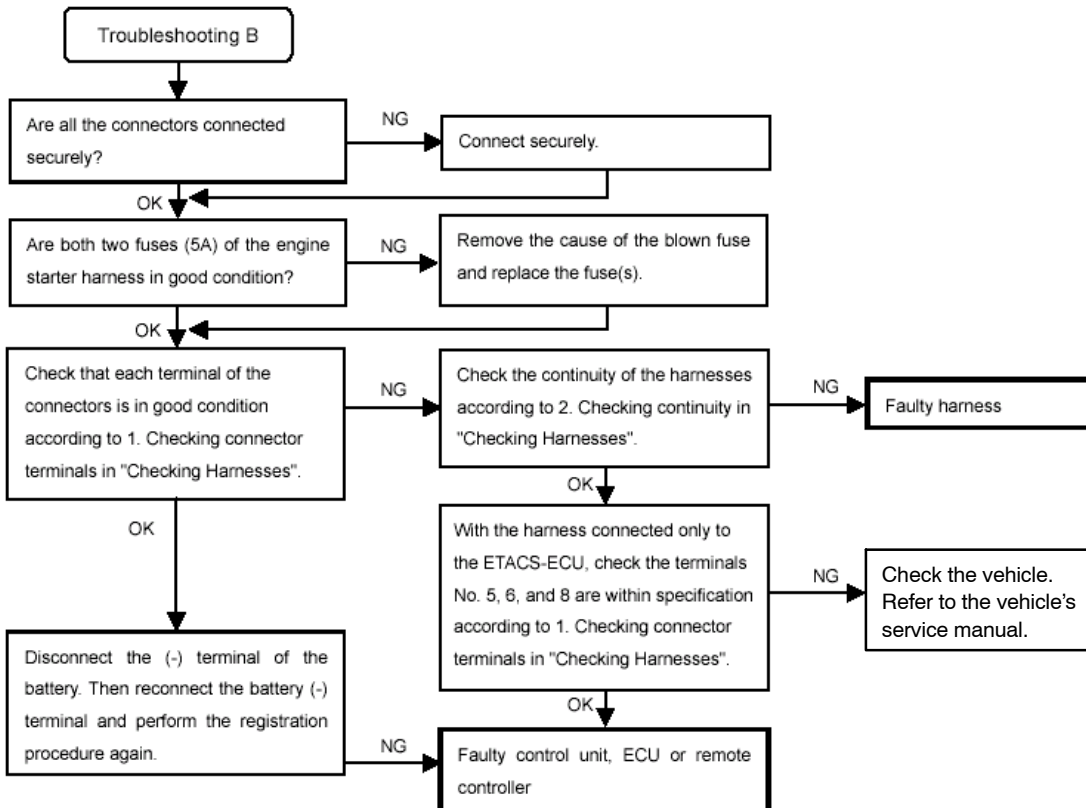 Troubleshooting B
Are all the connectors connected
securely?
NG
Connect securely.
OK
Are both two fuses (5A) of the engine
starter harness in good condition?
NG
Remove the cause of the blown fuse
and replace the fuse(s).
OK
Check that each terminal of the
connectors is in good condition
according to 1. Checking connector
terminals in "Checking Harnesses".
NG
Check the continuity of the harnesses
according to 2. Checking continuity in
"Checking Harnesses".
NG
Faulty harness
OK
OK
With the harness connected only to
the ETACS-ECU, check the terminals
No. 5, 6, and 8 are within specification
according to 1. Checking connector
terminals in "Checking Harnesses".
NG
Check the vehicle.
Refer to the vehicle’s
service manual.
Disconnect the (-) terminal of the
battery. Then reconnect the battery (-)
terminal and perform the registration
procedure again.
NG
OK
Faulty control unit, ECU or remote
controller